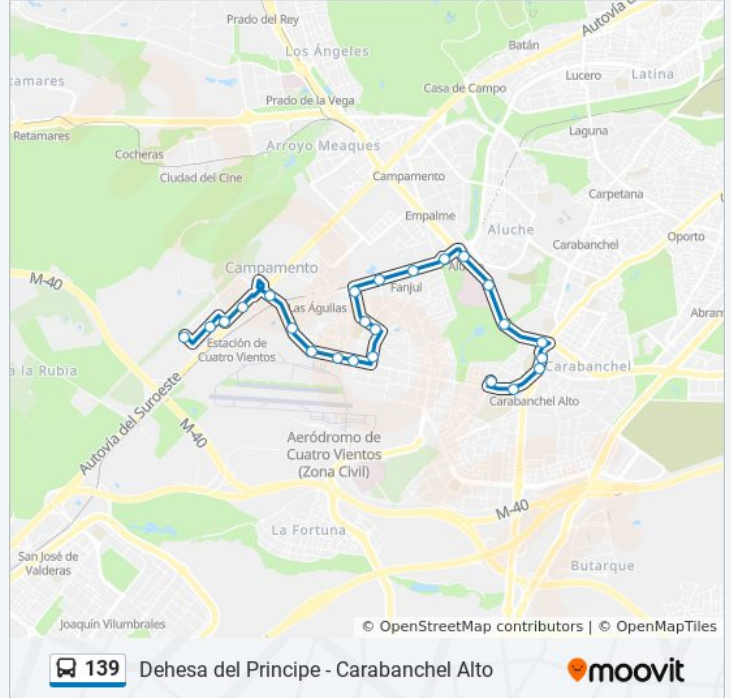 Prado del Rey
Autovía d
Los Ángeles
Batán
tamares
Lucero
Latina
Casa de Campo
Prado de la Vega
Retamares
Laguna
Arroyo Meaques
Cocheras
Ciudad del Cine
Campamento
Carpetana
Empalme
Aluche
Oporto
Carabanchel
Campamento
M-40
Alu
Fanjul
Las Águilas
Abran
Estación de
Cuatro Vientos
a la Rubia
Carabanchel
Autovía del Suroeste
Carabanchel Alto
M-40
Aeródromo de
Cuatro Vientos
(Zona Civil)
M-40
La Fortuna
San José de
Valderas
Butarque
Joaquín Vilumbrales
© OpenStreetMap contributors | © OpenMapTiles
139 Dehesa del Principe - Carabanchel Alto
moovit